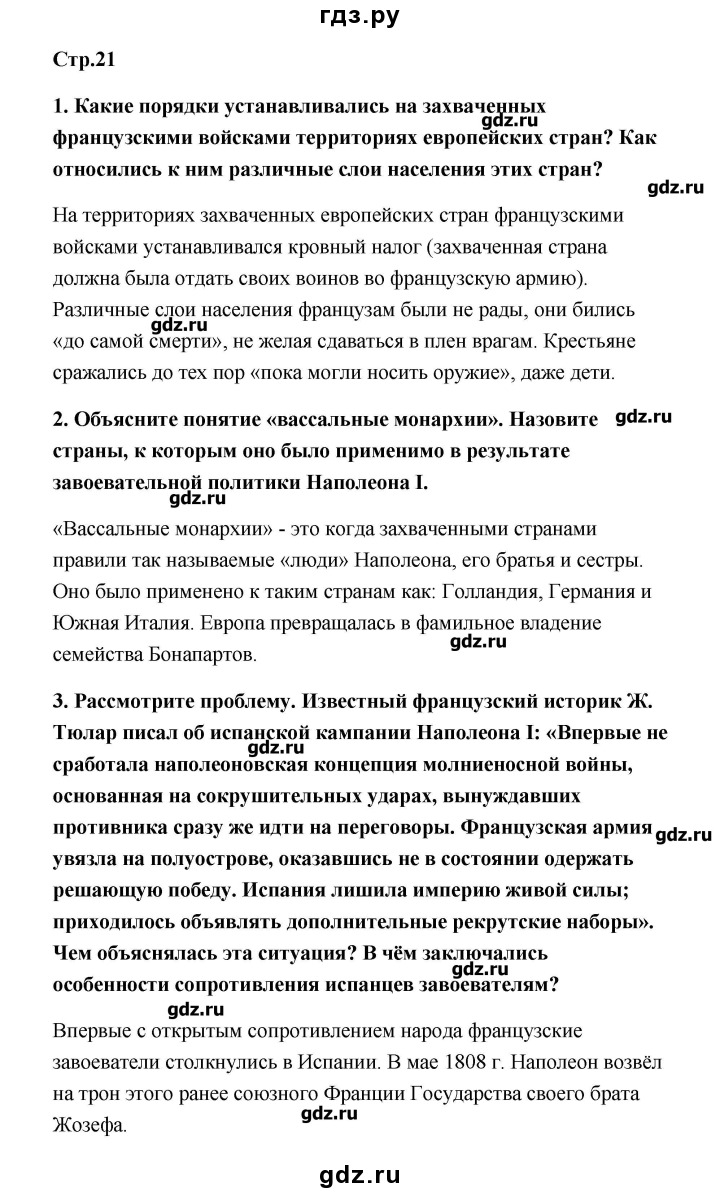 гдз.ру
Стр.21
1. Какие порядки устанавливались на захваченных
gdz.ru
французскими войсками территориях европейских стран? Как
относились к ним различные слои населения этих стран?
gdz.ru
На территориях захваченных европейских стран французскими
войсками устанавливался кровный налог (захваченная страна
должна была отдать своих воинов во французскую армию).
Различные слои населения французам были не рады, они бились
gdz.ru
«до самой смерти», не желая сдаваться в плен врагам. Крестьяне
сражались до тех пор «пока могли носить оружие», даже дети.
2. Объясните понятие «вассальные монархии». Назовите
gdz.ru
страны, к которым оно было применимо в результате
завоевательной политики Наполеона I.
gdz.ru
«Вассальные монархии» - это когда захваченными странами
правили так называемые «люди» Наполеона, его братья и сестры.
Оно было применено к таким странам как: Голландия, Германия и
Южная Италия. Европа превращалась в фамильное владение
gdz.ru
семейства Бонапартов.
3. Рассмотрите проблему. Известный французский историк Ж.
Тюлар писал об испанской кампании Наполеона I: «Впервые не
gdz.ru
сработала наполеоновская концепция молниеносной войны,
основанная на сокрушительных ударах, вынуждавших
противника сразу же идти на переговоры. Французская армия
gdz.ru
увязла на полуострове, оказавшись не в состоянии одержать
решающую победу. Испания лишила империю живой силы;
приходилось объявлять дополнительные рекрутские наборы».
Чем объяснялась эта ситуация? В чём заключались
gdz.ru
особенности сопротивления испанцев завоевателям?
gdz.ru
Впервые с открытым сопротивлением народа французские
завоеватели столкнулись в Испании. В мае 1808 г. Наполеон возвёл
на трон этого ранее союзного Франции Государства своего брата
gdz.ru
Жозефа.
gdz.ru